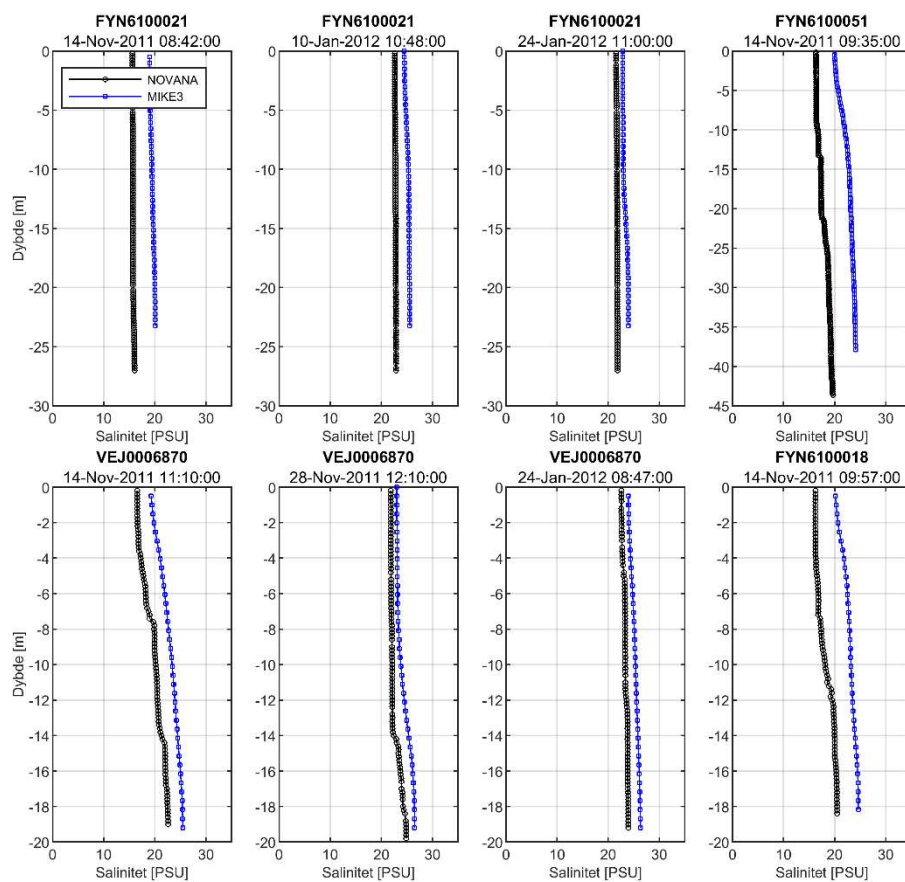 FYN6100021
14-Nov-2011 08:42:00
FYN6100021
10-Jan-2012 10:48:00
FYN6100021
24-Jan-2012 11:00:00
FYN6100051
14-Nov-2011 09:35:00
NOVANA
MIKE3
Dybde [m]
0
-5
-10
-15
-20
-25
-30
0
-5
-10
-15
-20
-25
-30
0
-5
-10
-15
-20
-25
-30
0
-5
-10
-15
-20
-25
-30
-35
-40
-45
0 10 20 30
0 10 20 30
0 10 20 30
0 10 20 30
Salinitet [PSU]
Salinitet [PSU]
Salinitet [PSU]
Salinitet [PSU]
VEJ0006870
14-Nov-2011 11:10:00
VEJ0006870
28-Nov-2011 12:10:00
VEJ0006870
24-Jan-2012 08:47:00
FYN6100018
14-Nov-2011 09:57:00
Dybde [m]
0
-2
-4
-6
-8
-10
-12
-14
-16
-18
-20
0
-2
-4
-6
-8
-10
-12
-14
-16
-18
-20
0
-2
-4
-6
-8
-10
-12
-14
-16
-18
-20
0
-2
-4
-6
-8
-10
-12
-14
-16
-18
-20
0 10 20 30
0 10 20 30
0 10 20 30
0 10 20 30
Salinitet [PSU]
Salinitet [PSU]
Salinitet [PSU]
Salinitet [PSU]